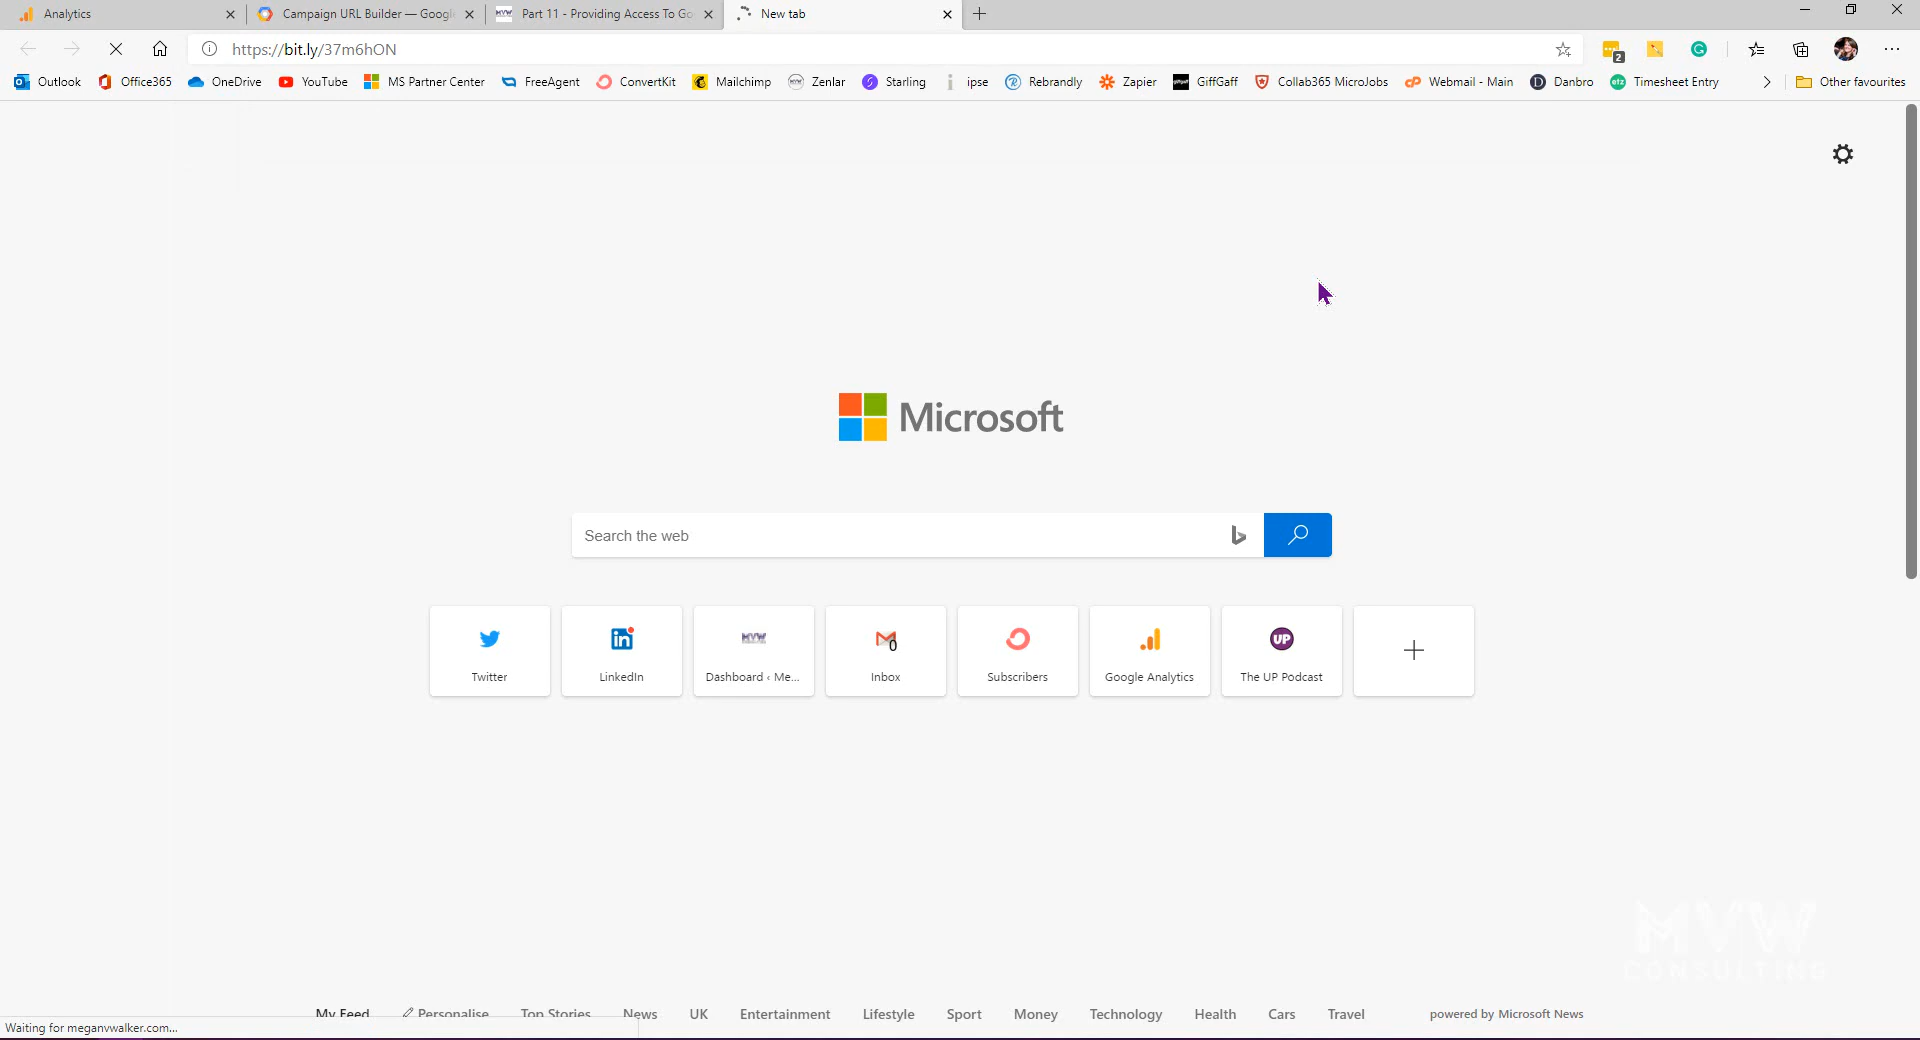 Analytics
Campaign URL Builder — Google
Part 11 - Providing Access To Go
New tab
https://bit.ly/37m6hON
2
Outlook
Office365
OneDrive
YouTube
MS Partner Center
FreeAgent
ConvertKit
Mailchimp
Zenlar
Starling
ipse
Rebrandly
Zapier
GiffGaff
Collab365 MicroJobs
Webmail - Main
Danbro
Timesheet Entry
Other favourites
Microsoft
Search the web
Twitter
LinkedIn
Dashboard ‹ Me...
Inbox
Subscribers
Google Analytics
The UP Podcast
My Feed
Personalise
Top Stories
News
UK
Entertainment
Lifestyle
Sport
Money
Technology
Health
Cars
Travel
powered by Microsoft News
MVW
CONSULTING
Waiting for meganvwalker.com...